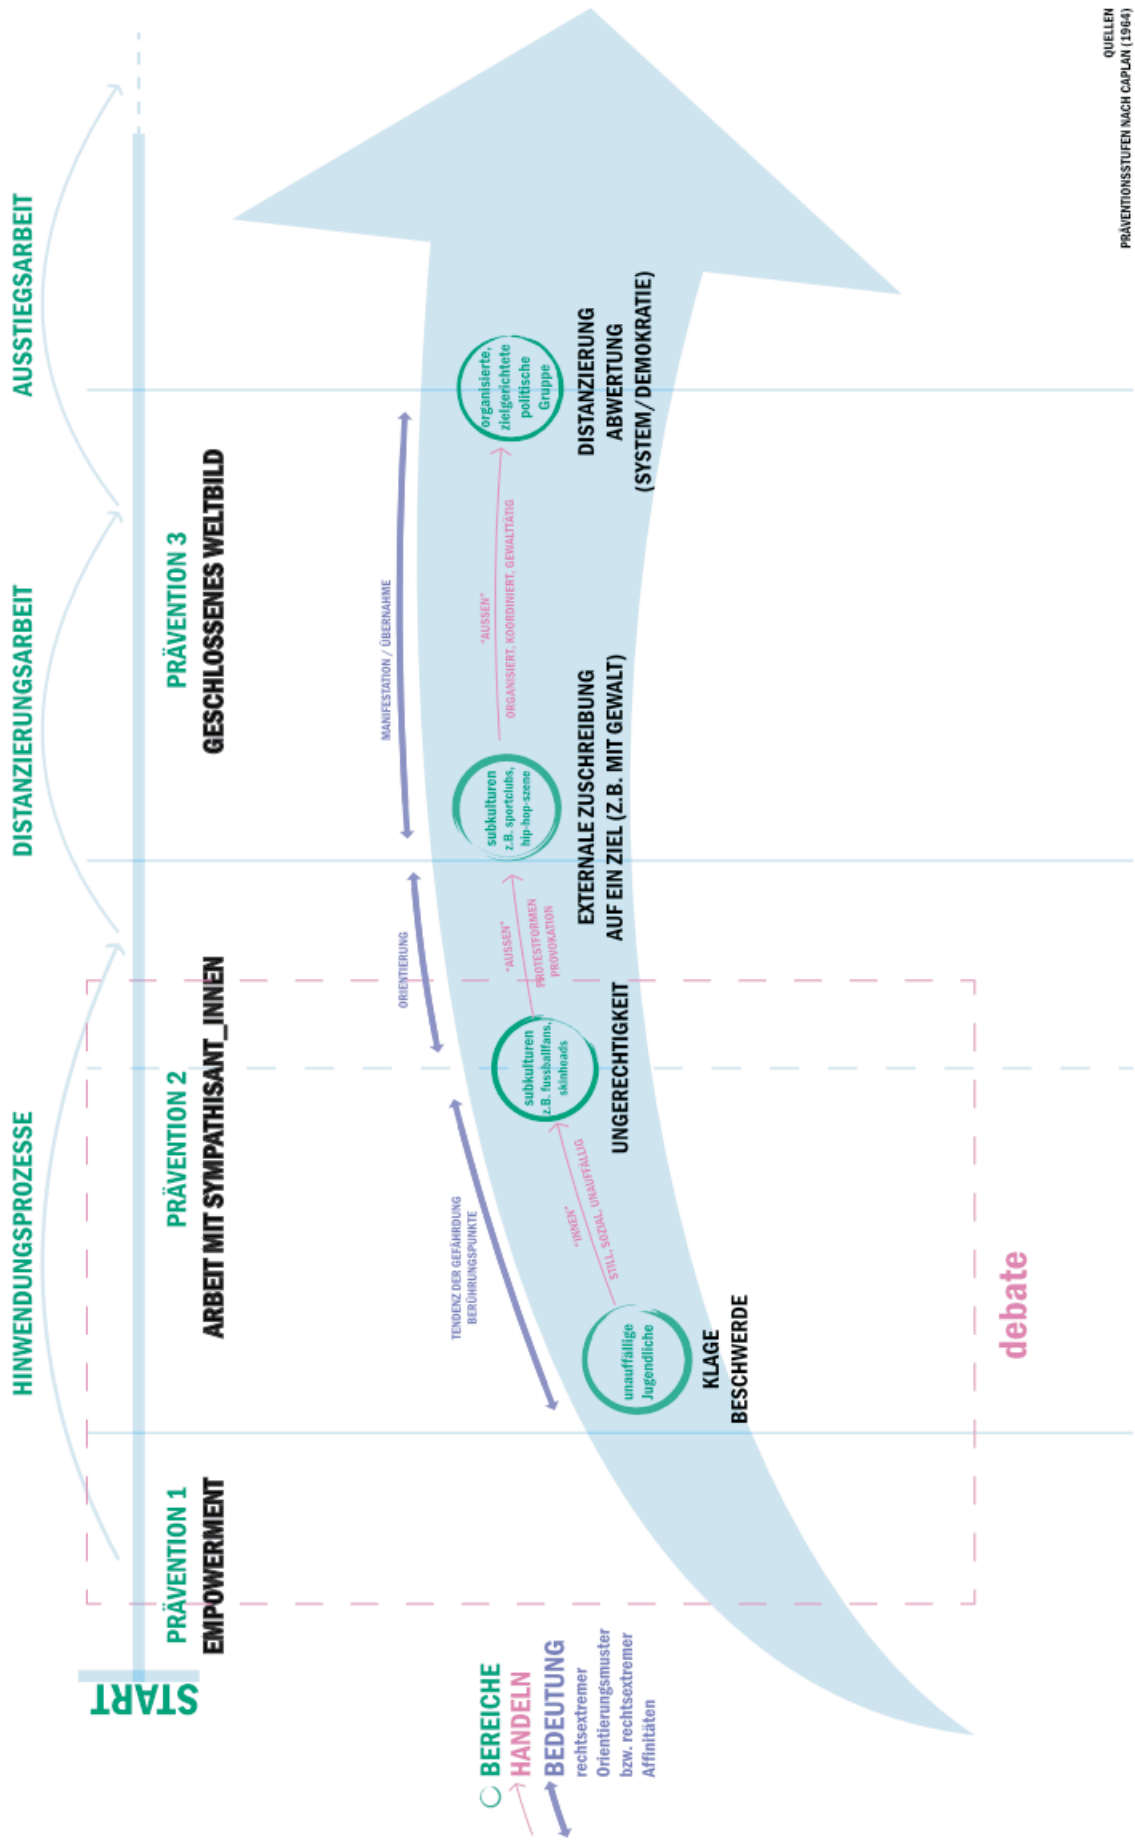 HINWENDUNGSPROZESSE
DISTANZIERUNGSARBEIT
AUSSTIEGSARBEIT
START
PRÄVENTION 1
EMPOWERMENT
PRÄVENTION 2
ARBEIT MIT SYMPATHISANT_INNEN
PRÄVENTION 3
GESCHLOSSENES WELTBILD
TENDENZ DER GEFÄHRDUNG
BERÜHRUNGSPUNKTE
ORIENTIERUNG
MANIFESTATION / ÜBERNAHME
unauffällige
Jugendliche
KLAGE
BESCHWERDE
"INNEN"
STILL, SOZIAL, UNAUFFÄLLIG
subkulturen
z.B. fussballfans,
skinheads
UNGERECHTIGKEIT
"AUSSEN"
PROTESTFORMEN
PROVOKATION
subkulturen
z.B. sportclubs,
hip-hop-szene
EXTERNALE ZUSCHREIBUNG
AUF EIN ZIEL (Z.B. MIT GEWALT)
"AUSSEN"
ORGANISIERT, KOORDINIERT, GEWALTTÄTIG
organisierte,
zielgerichtete
politische
Gruppe
DISTANZIERUNG
ABWERTUNG
(SYSTEM/DEMOKRATIE)
BEREICHE
HANDELN
BEDEUTUNG
rechtsextremer
Orientierungsmuster
bzw. rechtsextremer
Affinitäten
debate
QUELLEN
PRÄVENTIONSSTUFEN NACH CAPLAN (1964)